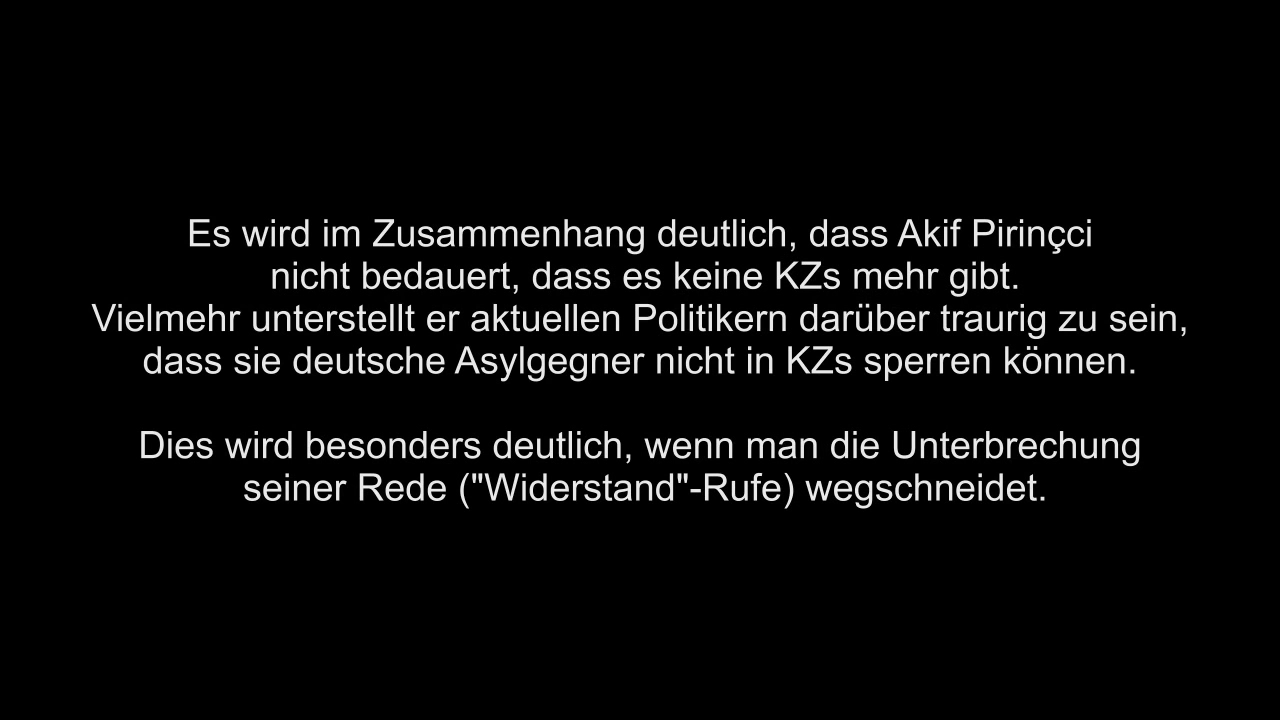 Es wird im Zusammenhang deutlich, dass Akif Pirinçci
nicht bedauert, dass es keine KZs mehr gibt.
Vielmehr unterstellt er aktuellen Politikern darüber traurig zu sein,
dass sie deutsche Asylgegner nicht in KZs sperren können.
Dies wird besonders deutlich, wenn man die Unterbrechung
seiner Rede ("Widerstand"-Rufe) wegschneidet.